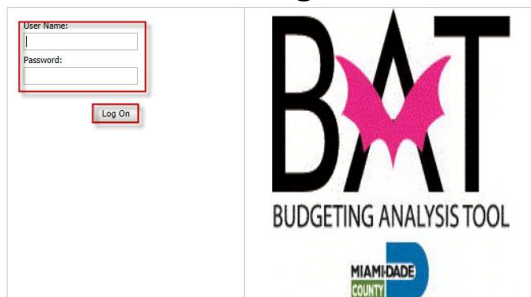 User Name:
Password:
Log On
BAT
BUDGETING ANALYSIS TOOL
MIAMI-DADE
COUNTY